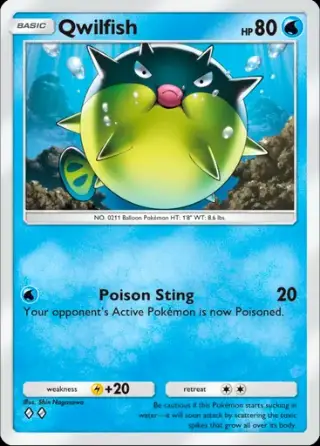 BASIC Qwilfish HP 80
NO. 0211 Balloon Pokémon HT: 1'8" WT: 8.6 lbs.
Poison Sting 20
Your opponent's Active Pokémon is now Poisoned.
weakness +20 retreat
Illus. Shin Nagasawa
Be cautious if this Pokémon starts sucking in
water—it will soon attack by scattering the toxic
spikes that grow all over its body.